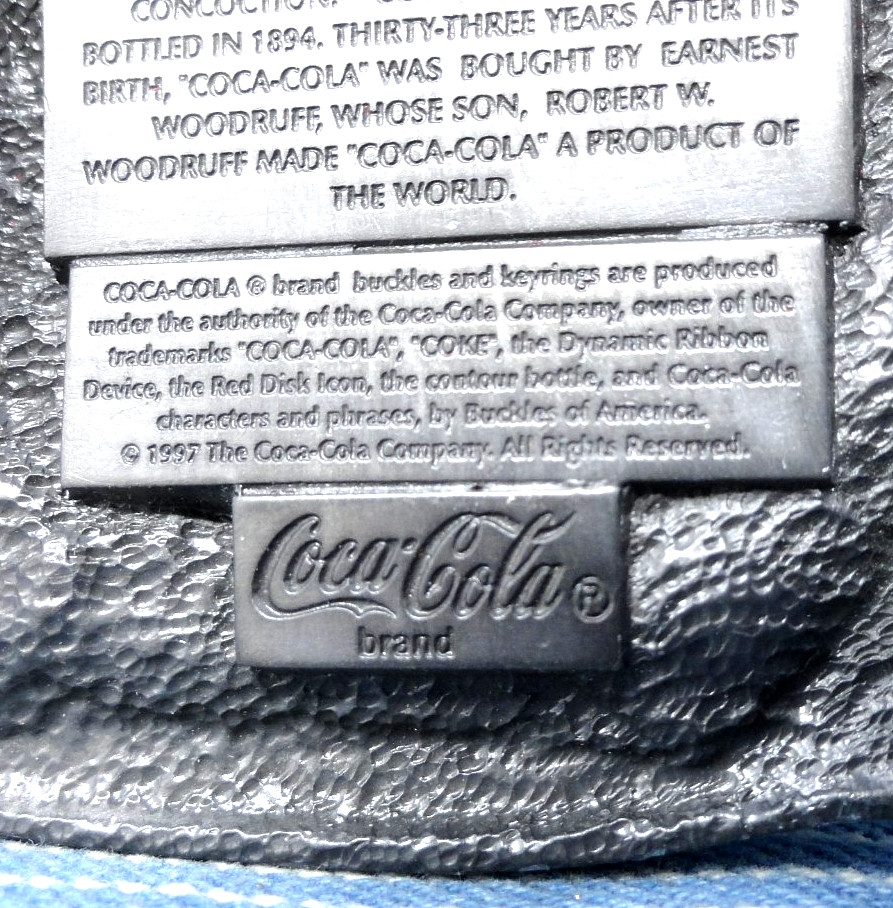 CONCOCTION.
BOTTLED IN 1894. THIRTY-THREE YEARS AFTER ITS
BIRTH, "COCA-COLA" WAS BOUGHT BY EARNEST
WOODRUFF, WHOSE SON, ROBERT W.
WOODRUFF MADE "COCA-COLA" A PRODUCT OF
THE WORLD.
COCA-COLA ® brand buckles and keyrings are produced
under the authority of the Coca-Cola Company, owner of the
trademarks "COCA-COLA", "COKE", the Dynamic Ribbon
Device, the Red Disk Icon, the contour bottle, and Coca-Cola
characters and phrases, by Buckles of America.
© 1997 The Coca-Cola Company. All Rights Reserved.
Coca-Cola ®
brand